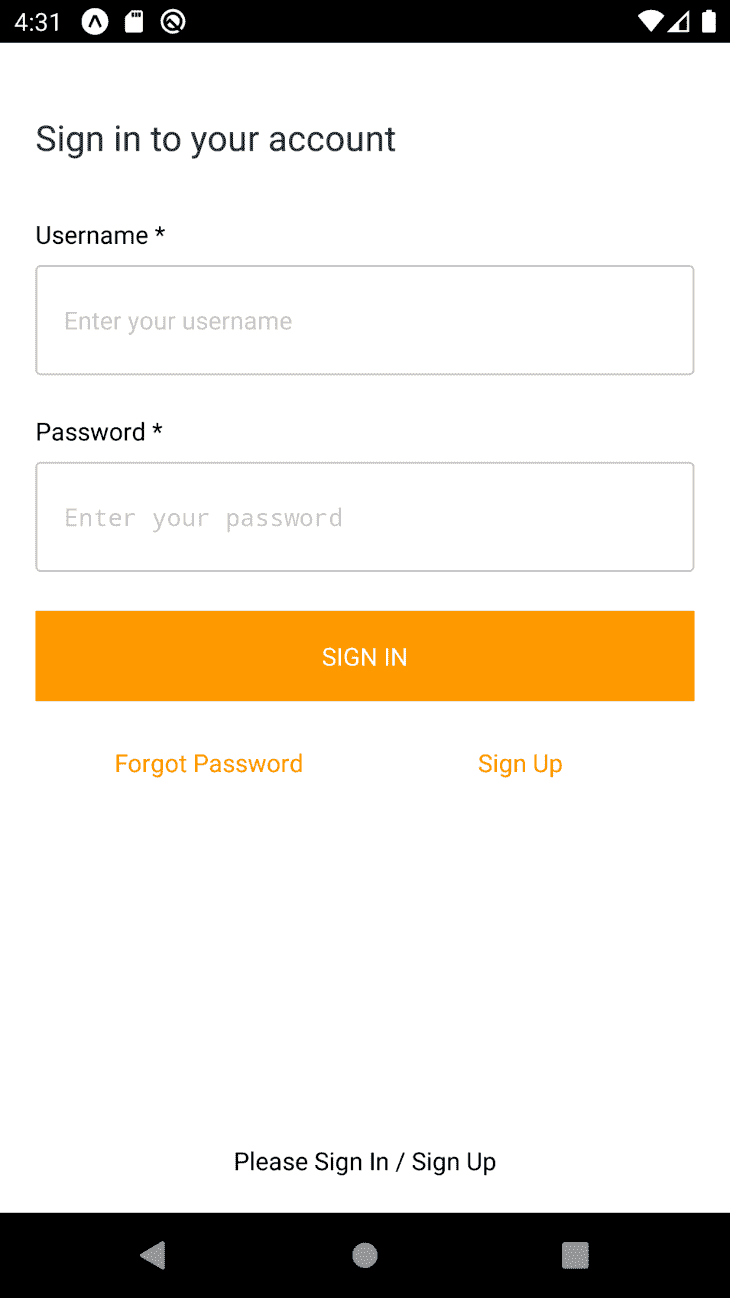 4:31
Sign in to your account
Username *
Enter your username
Password *
Enter your password
SIGN IN
Forgot Password
Sign Up
Please Sign In / Sign Up